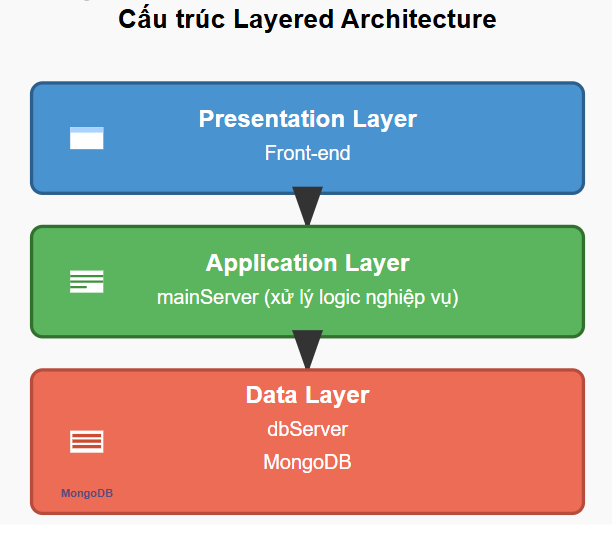 Cấu trúc Layered Architecture
Presentation Layer
Front-end
Application Layer
mainServer (xử lý logic nghiệp vụ)
Data Layer
dbServer
MongoDB
MongoDB